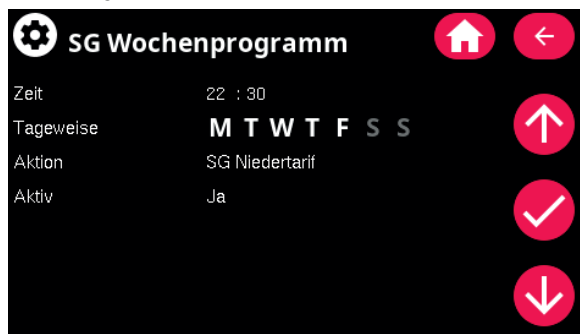 SG Wochenprogramm
Zeit 22 : 30
Tageweise M T W T F S S
Aktion SG Niedertarif
Aktiv Ja